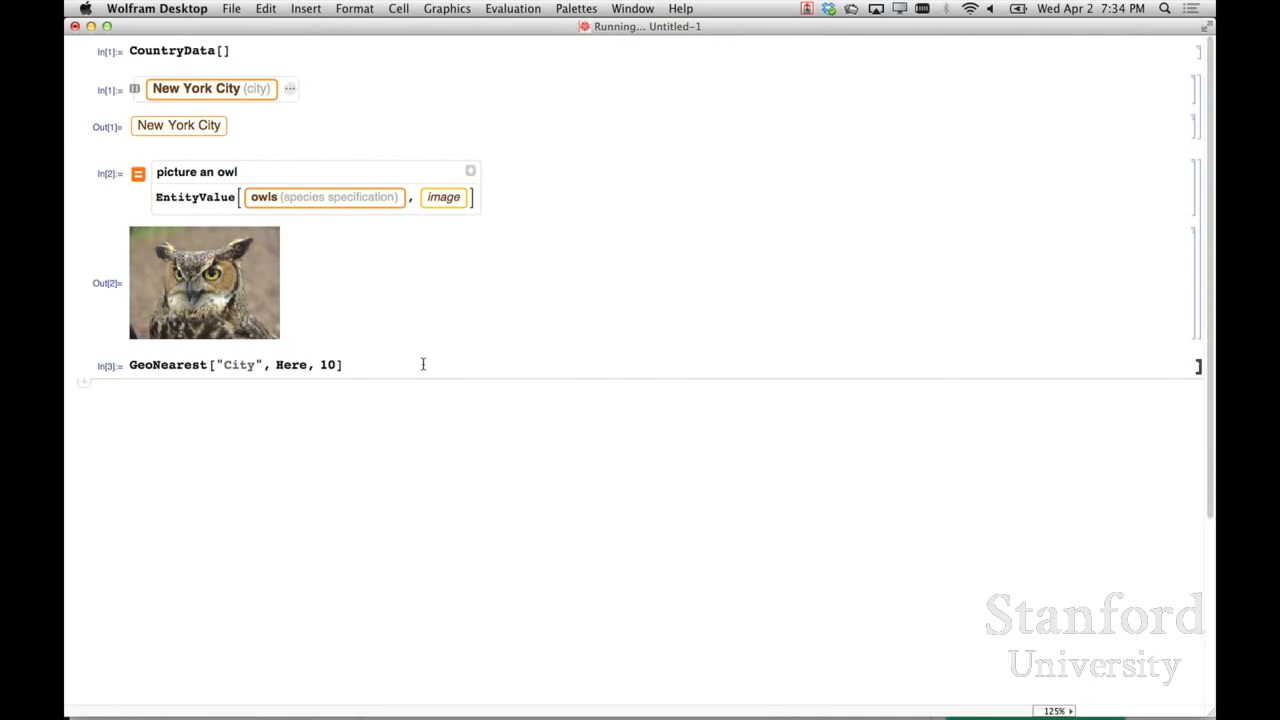 Wolfram Desktop File Edit Insert Format Cell Graphics Evaluation Palettes Window Help Wed Apr 2 7:34 PM
Running... Untitled-1
In[1]:= CountryData[]
In[1]:= New York City (city)
Out[1]= New York City
In[2]:= picture an owl
EntityValue[ owls (species specification) , image ]
Out[2]=
In[3]:= GeoNearest["City", Here, 10]
Stanford
University
125%